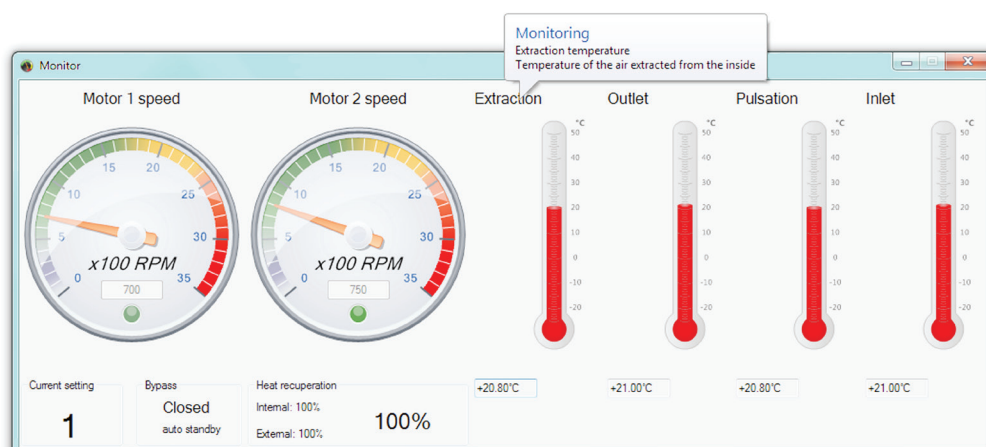 Monitoring
Extraction temperature
Temperature of the air extracted from the inside
Monitor
Motor 1 speed
Motor 2 speed
Extraction
Outlet
Pulsation
Inlet
0
5
10
15
20
25
30
35
x100 RPM
700
0
5
10
15
20
25
30
35
x100 RPM
750
°C
50
40
30
20
10
0
-10
-20
°C
50
40
30
20
10
0
-10
-20
°C
50
40
30
20
10
0
-10
-20
°C
50
40
30
20
10
0
-10
-20
Current setting
1
Bypass
Closed
auto standby
Heat recuperation
Internal: 100%
External: 100%
100%
+20.80°C
+21.00°C
+20.80°C
+21.00°C